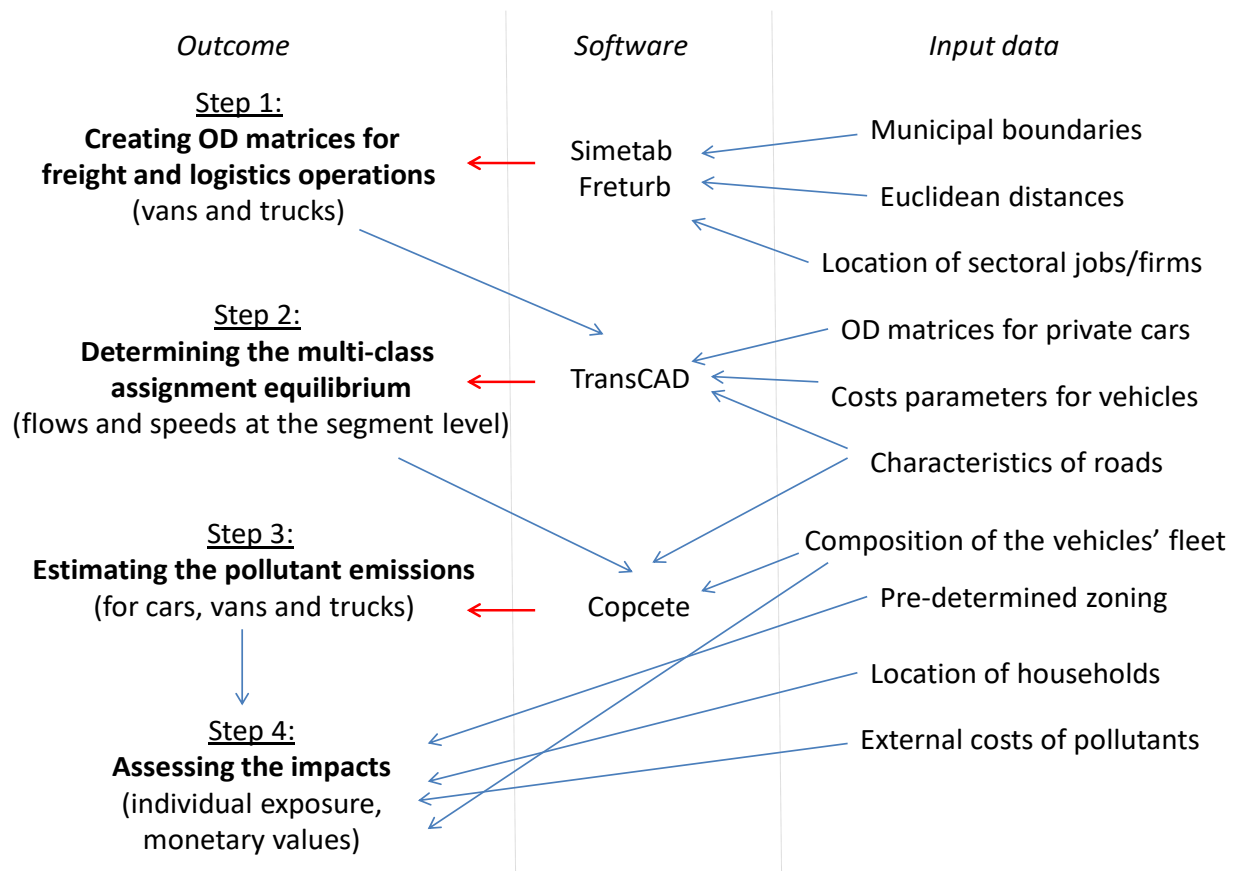 Outcome
Software
Input data
Step 1:
Creating OD matrices for
freight and logistics operations
(vans and trucks)
Simetab
Freturb
Municipal boundaries
Euclidean distances
Location of sectoral jobs/firms
Step 2:
Determining the multi-class
assignment equilibrium
(flows and speeds at the segment level)
TransCAD
OD matrices for private cars
Costs parameters for vehicles
Characteristics of roads
Step 3:
Estimating the pollutant emissions
(for cars, vans and trucks)
Copcete
Composition of the vehicles’ fleet
Pre-determined zoning
Location of households
External costs of pollutants
Step 4:
Assessing the impacts
(individual exposure,
monetary values)